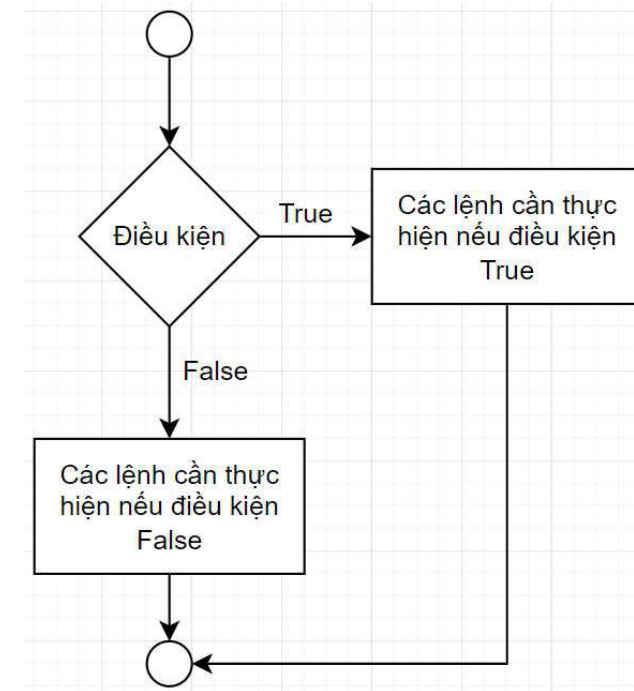 Điều kiện
True
Các lệnh cần thực
hiện nếu điều kiện
True
False
Các lệnh cần thực
hiện nếu điều kiện
False